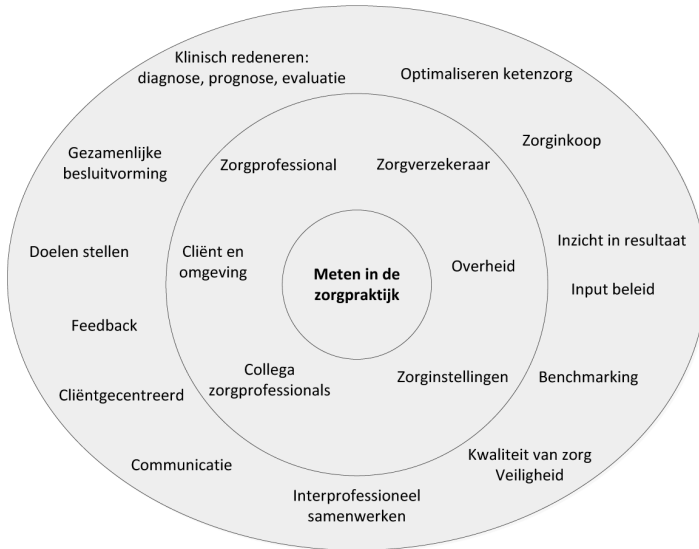 Klinisch redeneren:
diagnose, prognose, evaluatie
Optimaliseren ketenzorg
Zorginkoop
Gezamenlijke
besluitvorming
Zorgprofessional
Zorgverzekeraar
Doelen stellen
Cliënt en
omgeving
Meten in de
zorgpraktijk
Overheid
Inzicht in resultaat
Input beleid
Feedback
Cliëntgecentreerd
Collega
zorgprofessionals
Zorginstellingen
Benchmarking
Communicatie
Interprofessioneel
samenwerken
Kwaliteit van zorg
Veiligheid